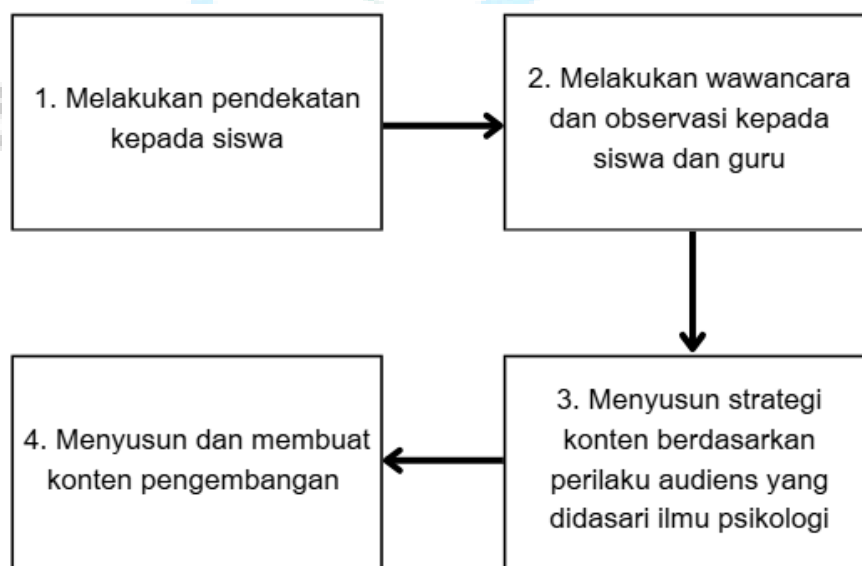 1. Melakukan pendekatan
kepada siswa
2. Melakukan wawancara
dan observasi kepada
siswa dan guru
3. Menyusun strategi
konten berdasarkan
perilaku audiens yang
didasari ilmu psikologi
4. Menyusun dan membuat
konten pengembangan